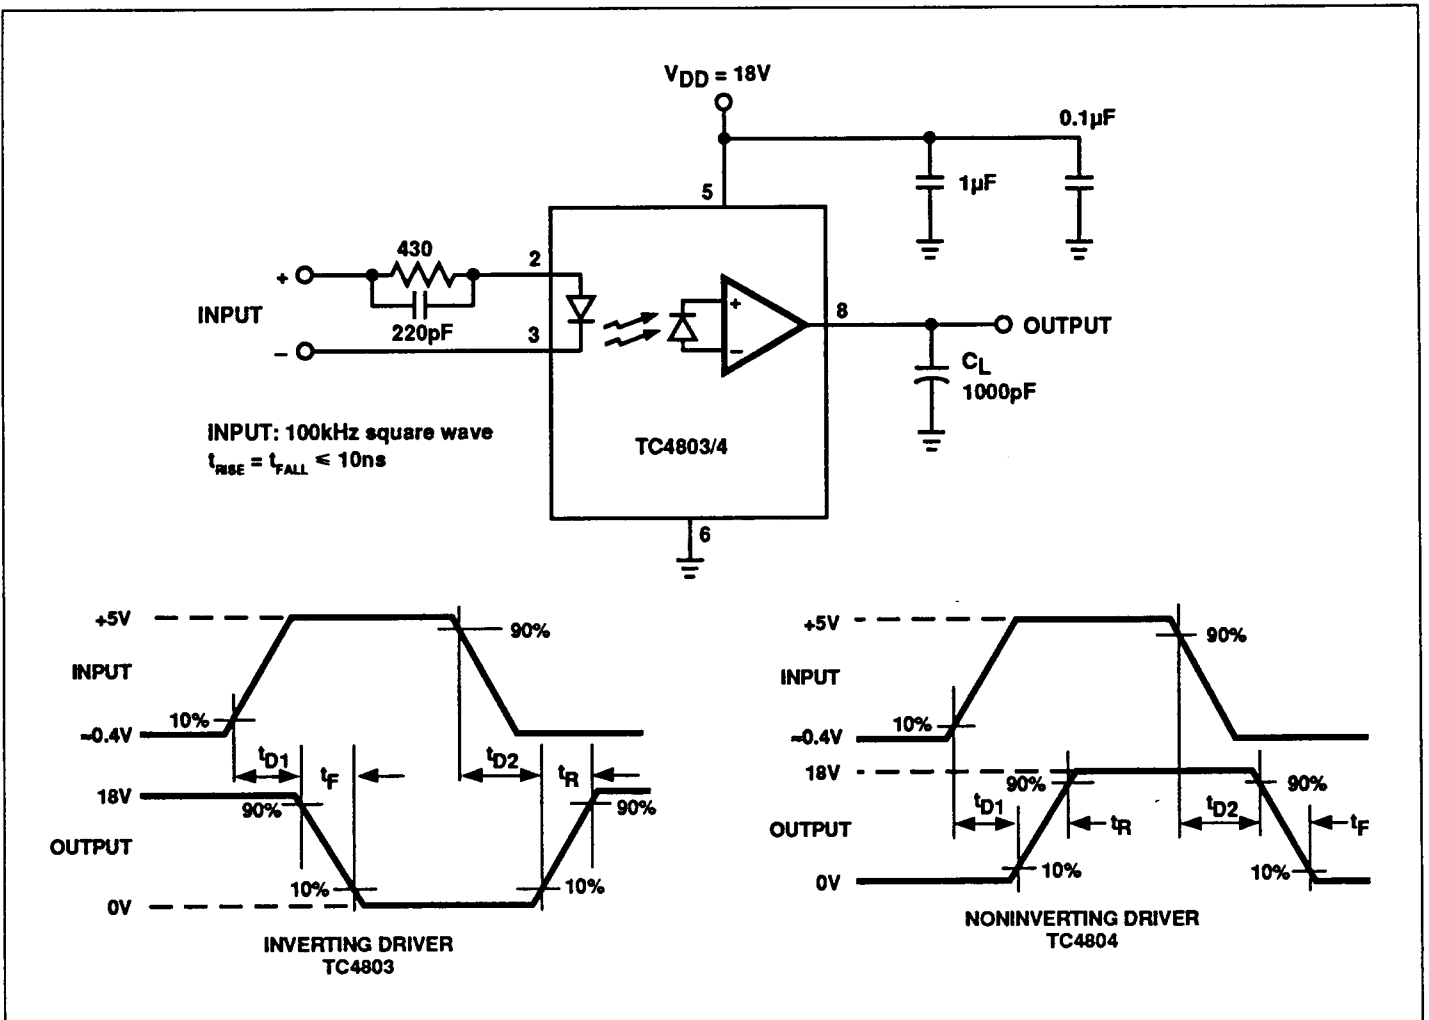 VDD = 18V
0.1µF
1µF
5
430
2
+
INPUT
220pF
3
–
+
–
8
OUTPUT
CL
1000pF
INPUT: 100kHz square wave
tRISE = tFALL ≤ 10ns
TC4803/4
6
+5V
90%
INPUT
10%
≈0.4V
tD1
tF
tD2
tR
18V
90%
90%
OUTPUT
10%
10%
0V
INVERTING DRIVER
TC4803
+5V
90%
INPUT
10%
≈0.4V
18V
90%
90%
tD1
tR
tD2
tF
OUTPUT
10%
10%
0V
NONINVERTING DRIVER
TC4804